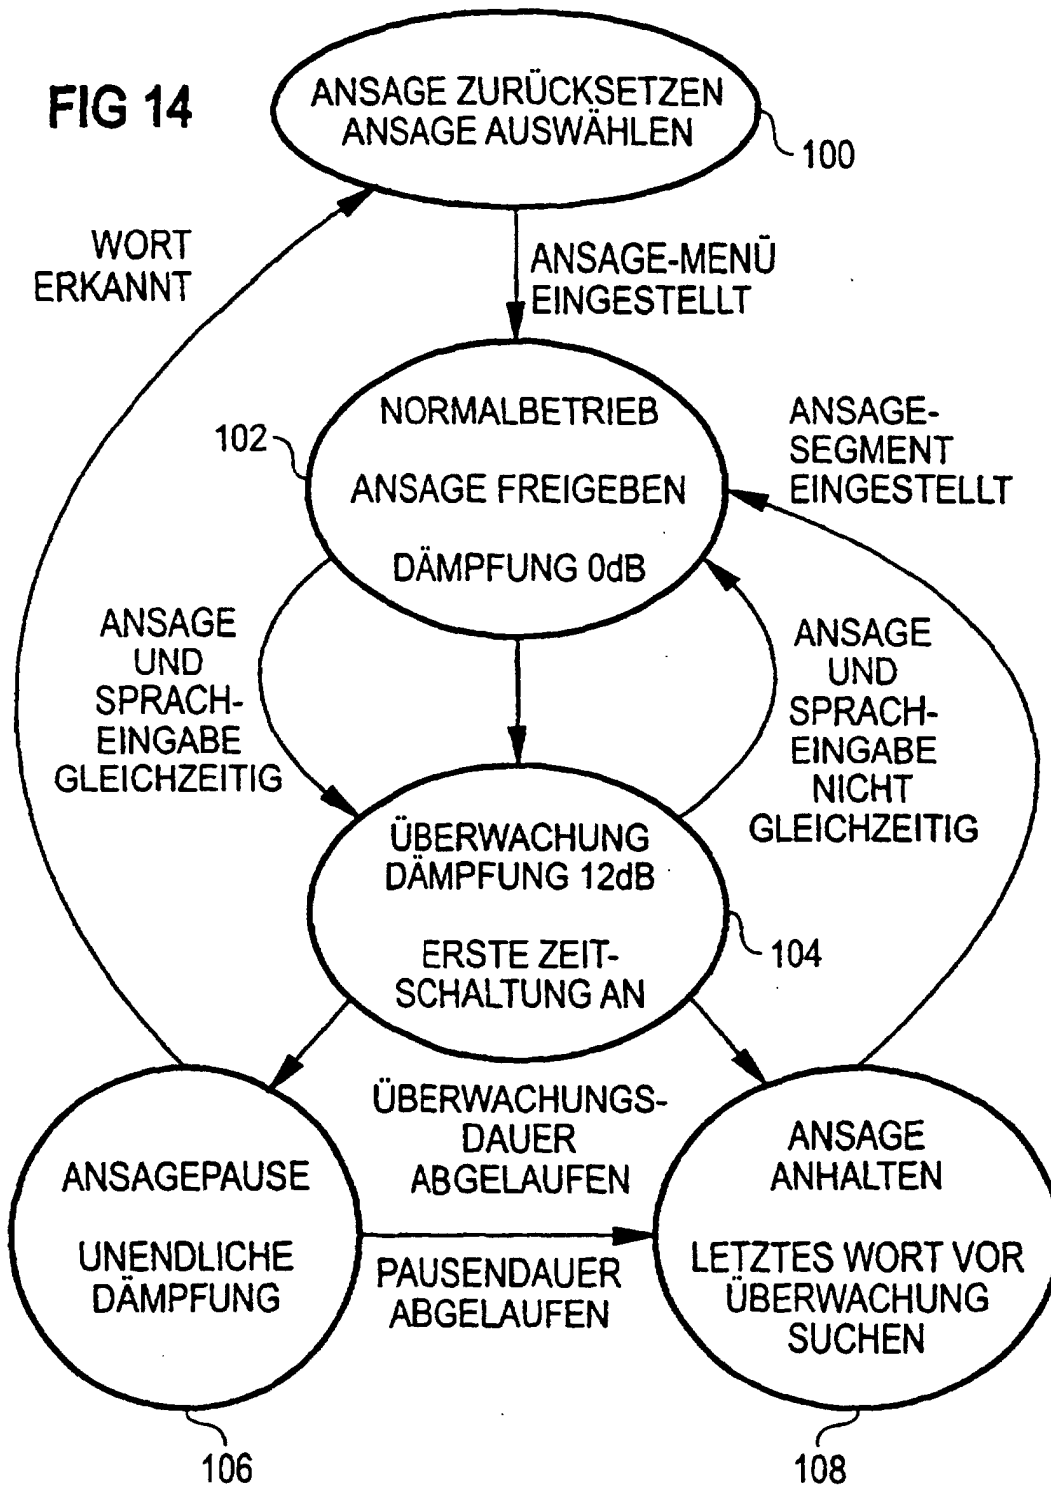 FIG 14
ANSAGE ZURÜCKSETZEN
ANSAGE AUSWÄHLEN
100
WORT
ERKANNT
ANSAGE-MENÜ
EINGESTELLT
102
NORMALBETRIEB
ANSAGE FREIGEBEN
DÄMPFUNG 0dB
ANSAGE-
SEGMENT
EINGESTELLT
ANSAGE
UND
SPRACH-
EINGABE
GLEICHZEITIG
ANSAGE
UND
SPRACH-
EINGABE
NICHT
GLEICHZEITIG
ÜBERWACHUNG
DÄMPFUNG 12dB
ERSTE ZEIT-
SCHALTUNG AN
104
ÜBERWACHUNGS-
DAUER
ABGELAUFEN
ANSAGEPAUSE
UNENDLICHE
DÄMPFUNG
PAUSENDAUER
ABGELAUFEN
ANSAGE
ANHALTEN
LETZTES WORT VOR
ÜBERWACHUNG
SUCHEN
106
108